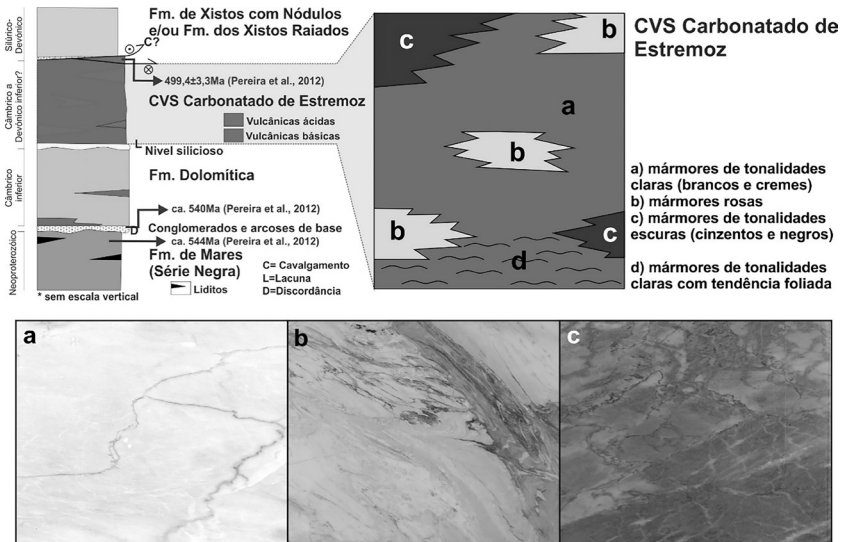 Silúrico-
Devónico
Câmbrico a
Devónico inferior?
Câmbrico
inferior
Neoproterozóico
Fm. de Xistos com Nódulos
e/ou Fm. dos Xistos Raiados
C?
499,4±3,3Ma (Pereira et al., 2012)
CVS Carbonatado de Estremoz
Vulcânicas ácidas
Vulcânicas básicas
L
Nível silicioso
Fm. Dolomítica
ca. 540Ma (Pereira et al., 2012)
D
Conglomerados e arcoses de base
ca. 544Ma (Pereira et al., 2012)
Fm. de Mares
(Série Negra)
Liditos
C= Cavalgamento
L=Lacuna
D=Discordância
* sem escala vertical
c
b
a
b
b
c
d
CVS Carbonatado de
Estremoz
a) mármores de tonalidades
claras (brancos e cremes)
b) mármores rosas
c) mármores de tonalidades
escuras (cinzentos e negros)
d) mármores de tonalidades
claras com tendência foliada
a
b
c